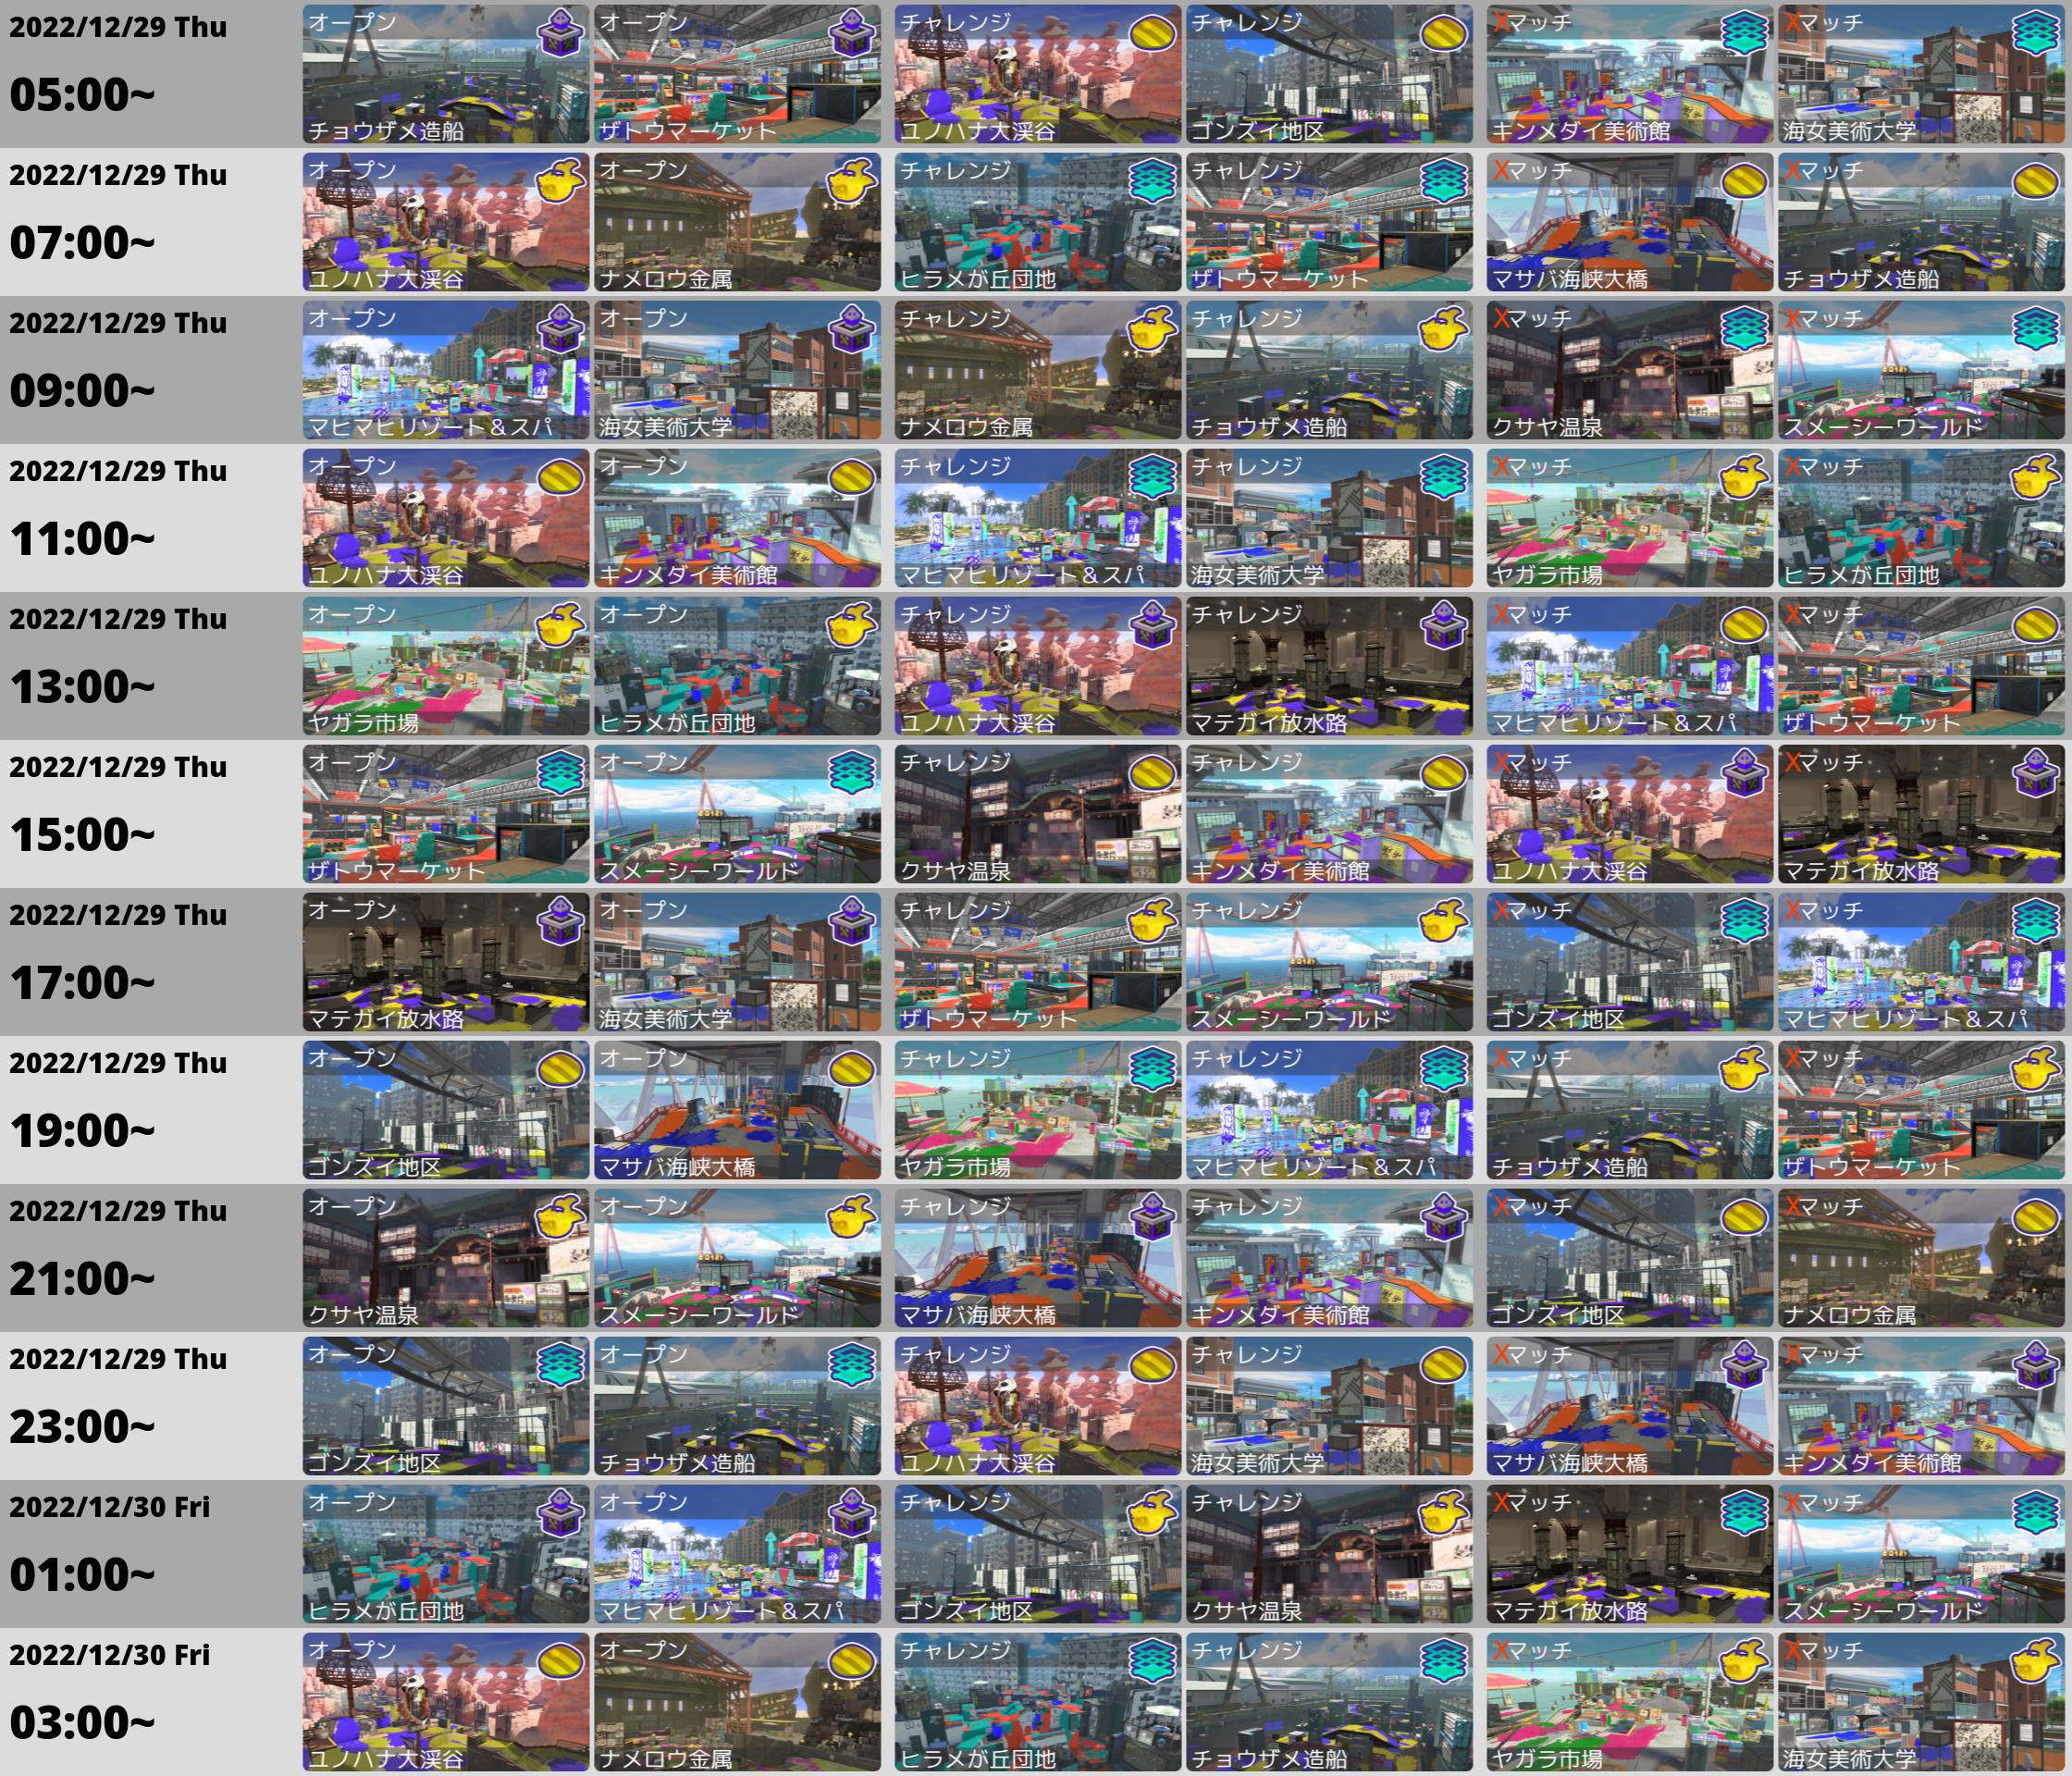 2022/12/29 Thu
05:00~
オープン
オープン
チャレンジ
チャレンジ
Xマッチ
Xマッチ
チョウザメ造船
ザトウマーケット
ユノハナ大渓谷
ゴンズイ地区
キンメダイ美術館
海女美術大学
2022/12/29 Thu
07:00~
オープン
オープン
チャレンジ
チャレンジ
Xマッチ
Xマッチ
ユノハナ大渓谷
ナメロウ金属
ヒラメが丘団地
ザトウマーケット
マサバ海峡大橋
チョウザメ造船
2022/12/29 Thu
09:00~
オープン
オープン
チャレンジ
チャレンジ
Xマッチ
Xマッチ
マヒマヒリゾート＆スパ
海女美術大学
ナメロウ金属
チョウザメ造船
クサヤ温泉
スメーシーワールド
2022/12/29 Thu
11:00~
オープン
オープン
チャレンジ
チャレンジ
Xマッチ
Xマッチ
ユノハナ大渓谷
キンメダイ美術館
マヒマヒリゾート＆スパ
海女美術大学
ヤガラ市場
ヒラメが丘団地
2022/12/29 Thu
13:00~
オープン
オープン
チャレンジ
チャレンジ
Xマッチ
Xマッチ
ヤガラ市場
ヒラメが丘団地
ユノハナ大渓谷
マテガイ放水路
マヒマヒリゾート＆スパ
ザトウマーケット
2022/12/29 Thu
15:00~
オープン
オープン
チャレンジ
チャレンジ
Xマッチ
Xマッチ
ザトウマーケット
スメーシーワールド
クサヤ温泉
キンメダイ美術館
ユノハナ大渓谷
マテガイ放水路
2022/12/29 Thu
17:00~
オープン
オープン
チャレンジ
チャレンジ
Xマッチ
Xマッチ
マテガイ放水路
海女美術大学
ザトウマーケット
スメーシーワールド
ゴンズイ地区
マヒマヒリゾート＆スパ
2022/12/29 Thu
19:00~
オープン
オープン
チャレンジ
チャレンジ
Xマッチ
Xマッチ
ゴンズイ地区
マサバ海峡大橋
ヤガラ市場
マヒマヒリゾート＆スパ
チョウザメ造船
ザトウマーケット
2022/12/29 Thu
21:00~
オープン
オープン
チャレンジ
チャレンジ
Xマッチ
Xマッチ
クサヤ温泉
スメーシーワールド
マサバ海峡大橋
キンメダイ美術館
ゴンズイ地区
ナメロウ金属
2022/12/29 Thu
23:00~
オープン
オープン
チャレンジ
チャレンジ
Xマッチ
Xマッチ
ゴンズイ地区
チョウザメ造船
ユノハナ大渓谷
海女美術大学
マサバ海峡大橋
キンメダイ美術館
2022/12/30 Fri
01:00~
オープン
オープン
チャレンジ
チャレンジ
Xマッチ
Xマッチ
ヒラメが丘団地
マヒマヒリゾート＆スパ
ゴンズイ地区
クサヤ温泉
マテガイ放水路
スメーシーワールド
2022/12/30 Fri
03:00~
オープン
オープン
チャレンジ
チャレンジ
Xマッチ
Xマッチ
ユノハナ大渓谷
ナメロウ金属
ヒラメが丘団地
チョウザメ造船
ヤガラ市場
海女美術大学